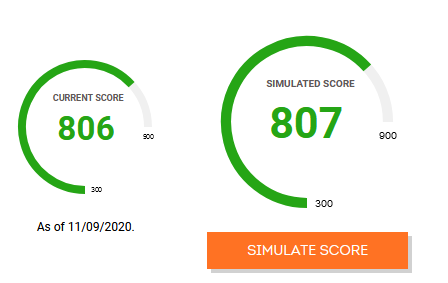 CURRENT SCORE
806
900
300
As of 11/09/2020.
SIMULATED SCORE
807
900
300
SIMULATE SCORE